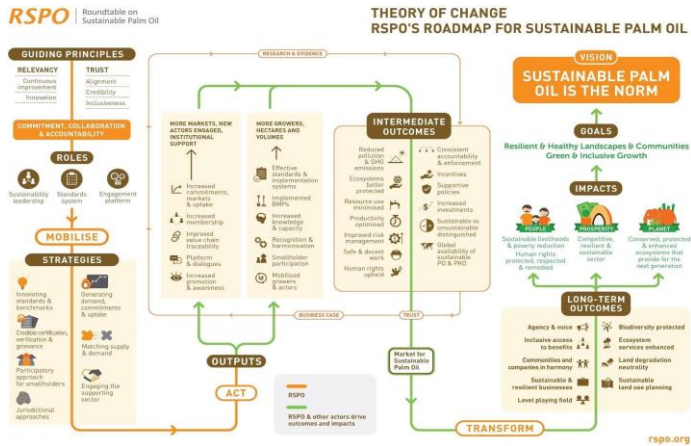 RSPO
Roundtable on
Sustainable Palm Oil
THEORY OF CHANGE
RSPO'S ROADMAP FOR SUSTAINABLE PALM OIL
GUIDING PRINCIPLES
RELEVANCY
Continuous
improvement
Innovation
TRUST
Alignment
Credibility
Inclusiveness
COMMITMENT, COLLABORATION
& ACCOUNTABILITY
ROLES
Sustainability
leadership
Standards
system
Engagement
platform
MOBILISE
STRATEGIES
Innovating
standards &
benchmarks
Credible certification,
verification &
grievance
Participatory
approach
for smallholders
Jurisdictional
approaches
Generating
demand,
commitments
& uptake
Matching supply
& demand
Engaging the
supporting
sector
RESEARCH & EVIDENCE
MORE MARKETS, NEW
ACTORS ENGAGED,
INSTITUTIONAL
SUPPORT
Increased
commitments,
markets
& uptake
Increased
membership
Improved
value chain
traceability
Platform
& dialogues
Increased
promotion
& awareness
MORE GROWERS,
HECTARES AND
VOLUMES
Effective
standards &
implementation
systems
Implemented
BMPs
Increased
knowledge
& capacity
Recognition &
harmonisation
Smallholder
participation
Mobilised
growers
& actors
BUSINESS CASE
TRUST
OUTPUTS
ACT
RSPO
RSPO & other actors drive
outcomes and impacts
INTERMEDIATE
OUTCOMES
Reduced
pollution
& GHG
emissions
Ecosystems
better
protected
Resource use
minimised
Productivity
optimised
Improved risk
management
Safe & decent
work
Human rights
upheld
Consistent
accountability
& enforcement
Incentives
Supportive
policies
Increased
investments
Sustainable vs
unsustainable
distinguished
Global
availability
of sustainable
PO & PKO
Market for
Sustainable
Palm Oil
TRANSFORM
VISION
SUSTAINABLE PALM
OIL IS THE NORM
GOALS
Resilient & Healthy Landscapes & Communities
Green & Inclusive Growth
IMPACTS
PEOPLE
Sustainable livelihoods
& poverty reduction
Human rights
protected, respected
& remedied
PROSPERITY
Competitive,
resilient &
sustainable
sector
PLANET
Conserved, protected
& enhanced
ecosystems that
provide for the
next generation
LONG-TERM
OUTCOMES
Agency & voice
Inclusive access
to benefits
Communities and
companies in harmony
Sustainable &
resilient businesses
Level playing field
Biodiversity protected
Ecosystem
services enhanced
Land degradation
neutrality
Sustainable
land use planning
rspo.org